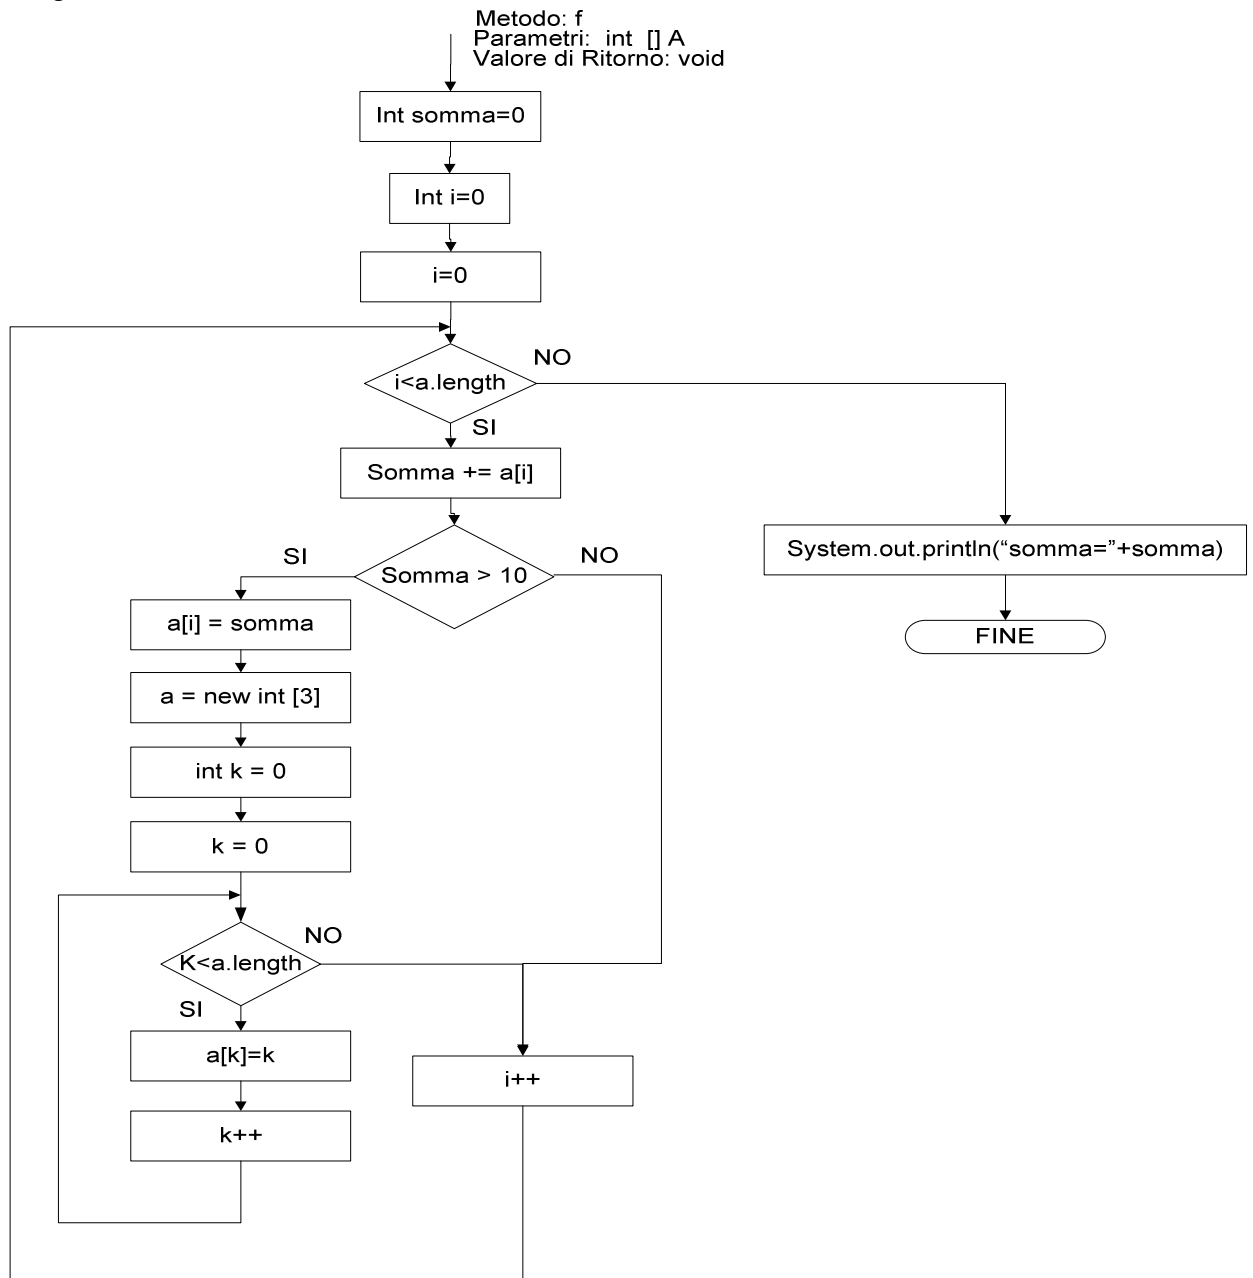 Metodo: f
Parametri:  int  [] A
Valore di Ritorno: void
Int somma=0
Int i=0
i=0
i<a.length
NO
SI
Somma += a[i]
Somma > 10
SI
NO
System.out.println(“somma=”+somma)
FINE
a[i] = somma
a = new int [3]
int k = 0
k = 0
K<a.length
NO
SI
a[k]=k
i++
k++